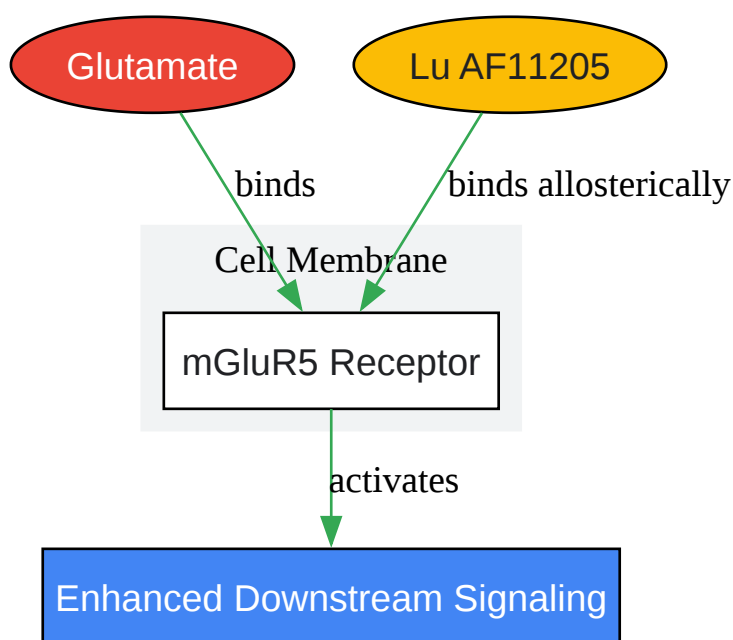 Glutamate
Lu AF11205
binds
binds allosterically
Cell Membrane
mGluR5 Receptor
activates
Enhanced Downstream Signaling